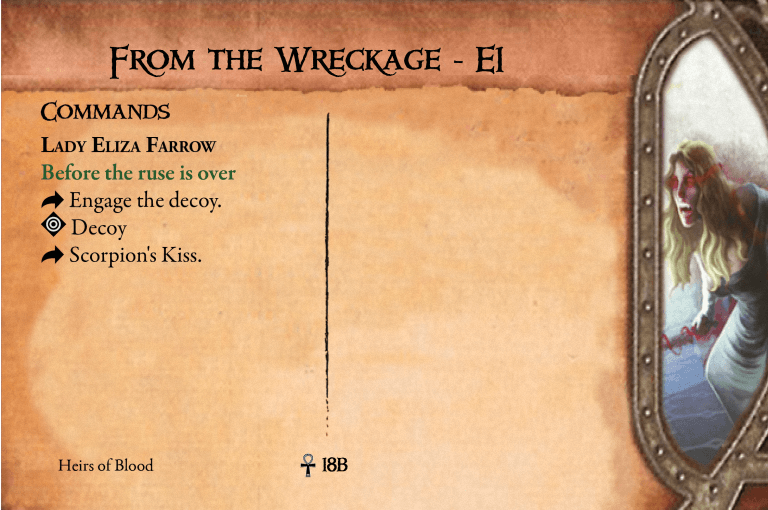 From the Wreckage - E1
Commands
Lady Eliza Farrow
Before the ruse is over
Engage the decoy.
Decoy
Scorpion's Kiss.
Heirs of Blood
18B